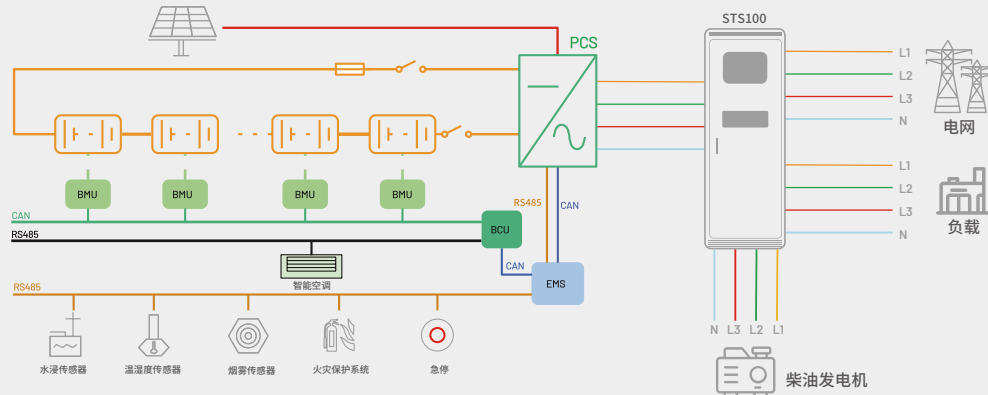 STS100
PCS
L1
L2
L3
N
电网
BMU
BMU
BMU
BMU
L1
L2
L3
N
负载
CAN
RS485
RS485
CAN
BCU
CAN
EMS
智能空调
RS485
N
L3
L2
L1
水浸传感器
温湿度传感器
烟雾传感器
火灾保护系统
急停
柴油发电机